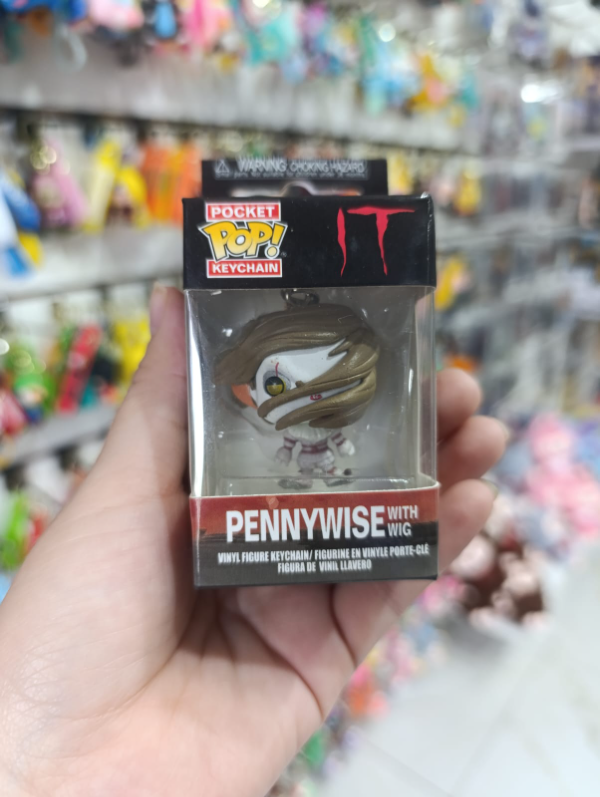 WARNING: CHOKING HAZARD
POCKET
POP!
KEYCHAIN
IT
PENNYWISE WITH WIG
VINYL FIGURE KEYCHAIN/ FIGURINE EN VINYLE PORTE-CLÉ
FIGURA DE VINIL LLAVERO